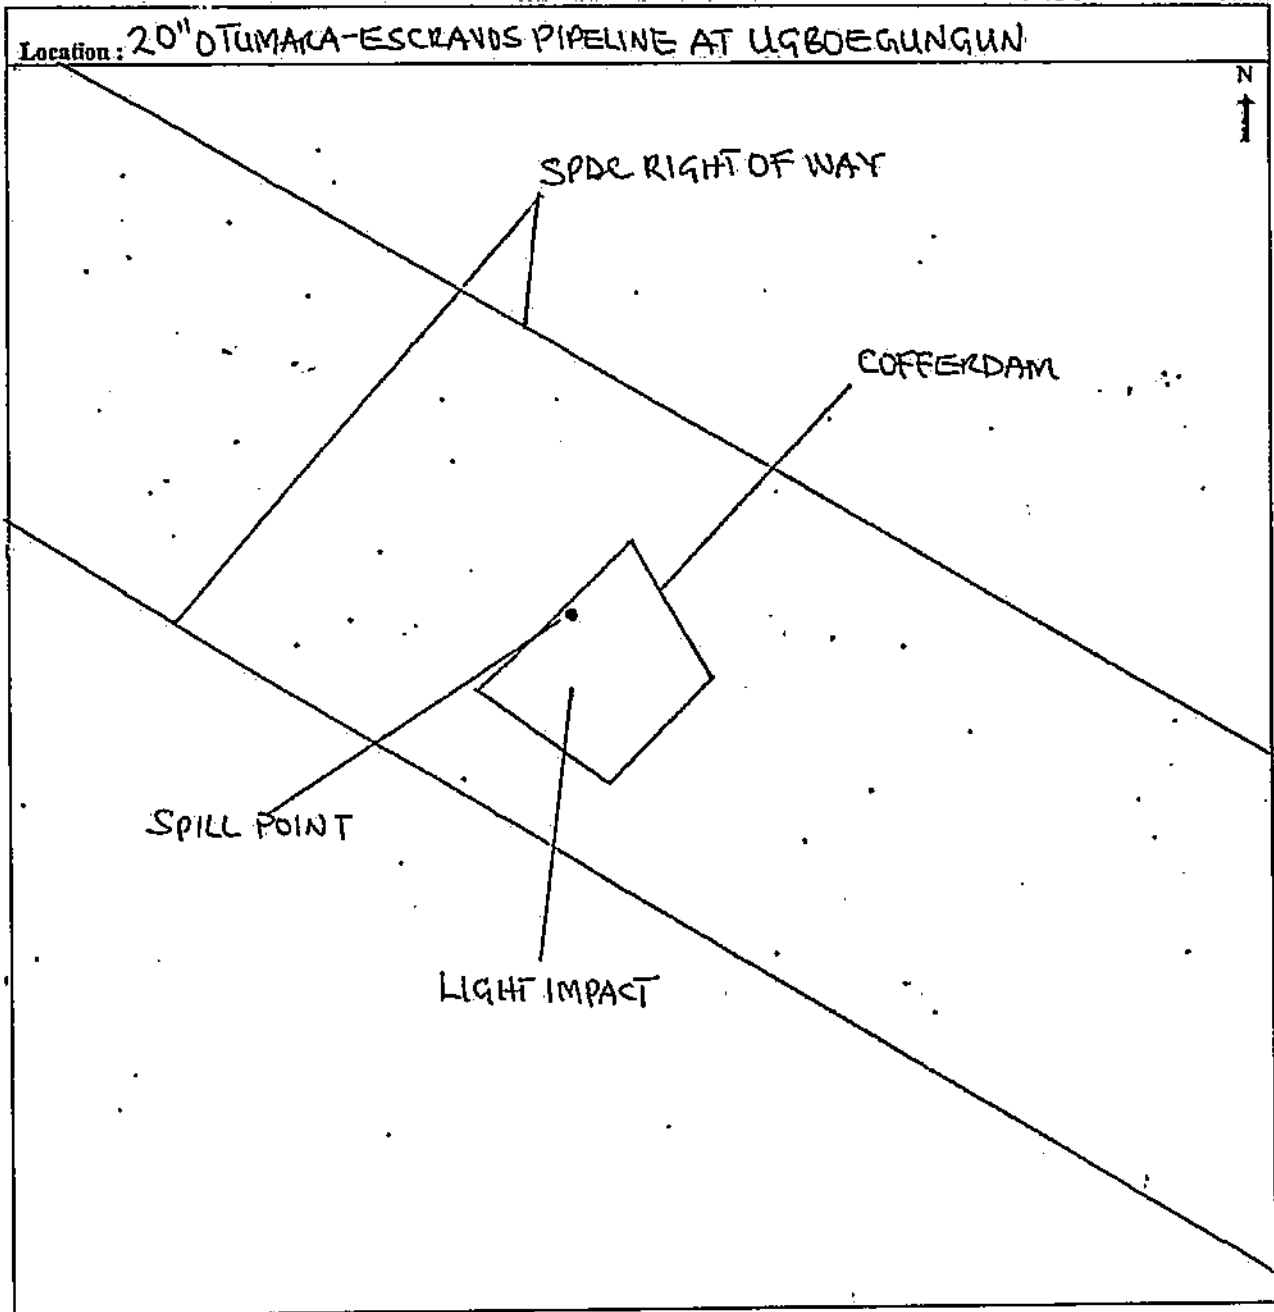 Location: 20" OTUMARA-ESCRAVOS PIPELINE AT UGBOEGUNGUN
N
SPDC RIGHT OF WAY
COFFERDAM
SPILL POINT
LIGHT IMPACT